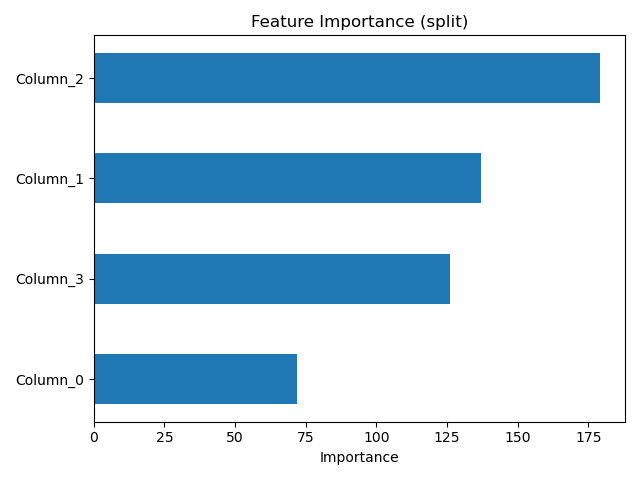 Feature Importance (split)
Column_2
Column_1
Column_3
Column_0
0 25 50 75 100 125 150 175
Importance